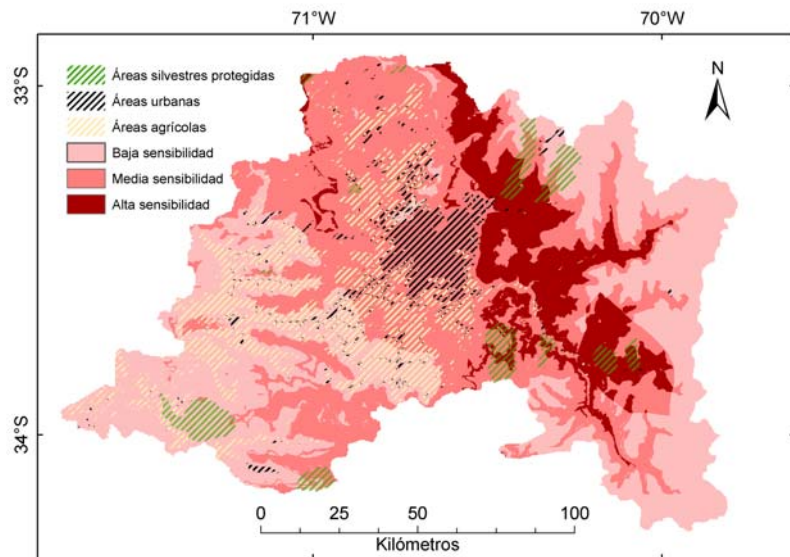 71°W
70°W
33°S
N
Áreas silvestres protegidas
Áreas urbanas
Áreas agrícolas
Baja sensibilidad
Media sensibilidad
Alta sensibilidad
34°S
0 25 50 75 100
Kilómetros